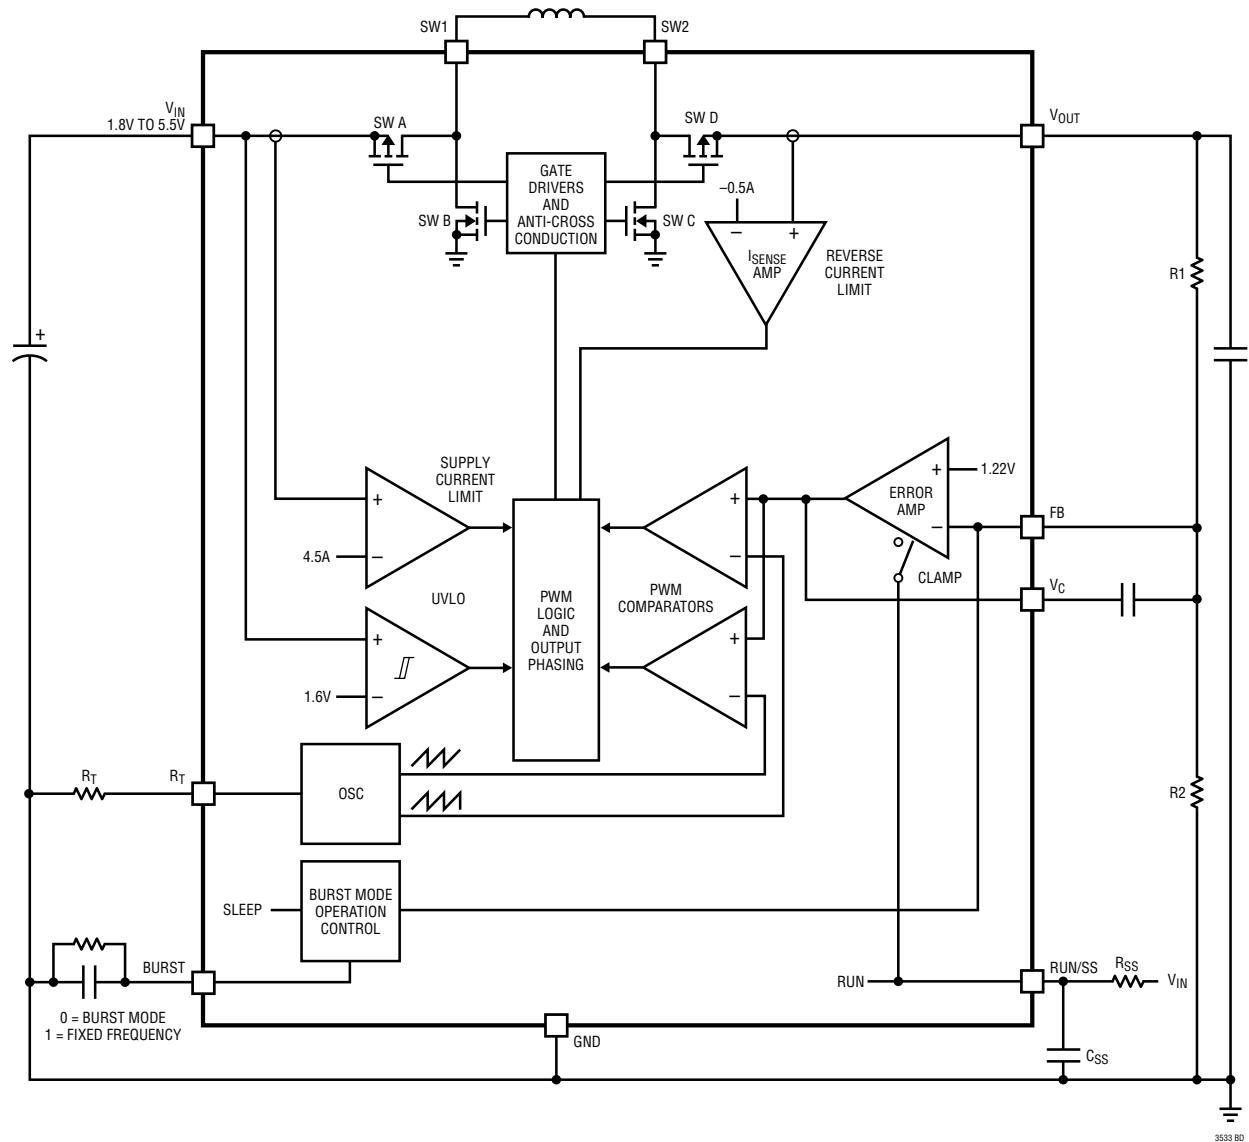 SW1
SW2
V_IN
1.8V TO 5.5V
SW A
SW D
V_OUT
GATE
DRIVERS
AND
ANTI-CROSS
CONDUCTION
–0.5A
SW B
SW C
–
+
I_SENSE
AMP
REVERSE
CURRENT
LIMIT
R1
+
SUPPLY
CURRENT
LIMIT
+
–
4.5A
+
–
ERROR
AMP
+
–
1.22V
FB
CLAMP
V_C
UVLO
PWM
LOGIC
AND
OUTPUT
PHASING
PWM
COMPARATORS
+
–
1.6V
+
–
R_T
R_T
OSC
R2
SLEEP
BURST MODE
OPERATION
CONTROL
BURST
0 = BURST MODE
1 = FIXED FREQUENCY
RUN
RUN/SS
R_SS
V_IN
GND
C_SS
3533 BD